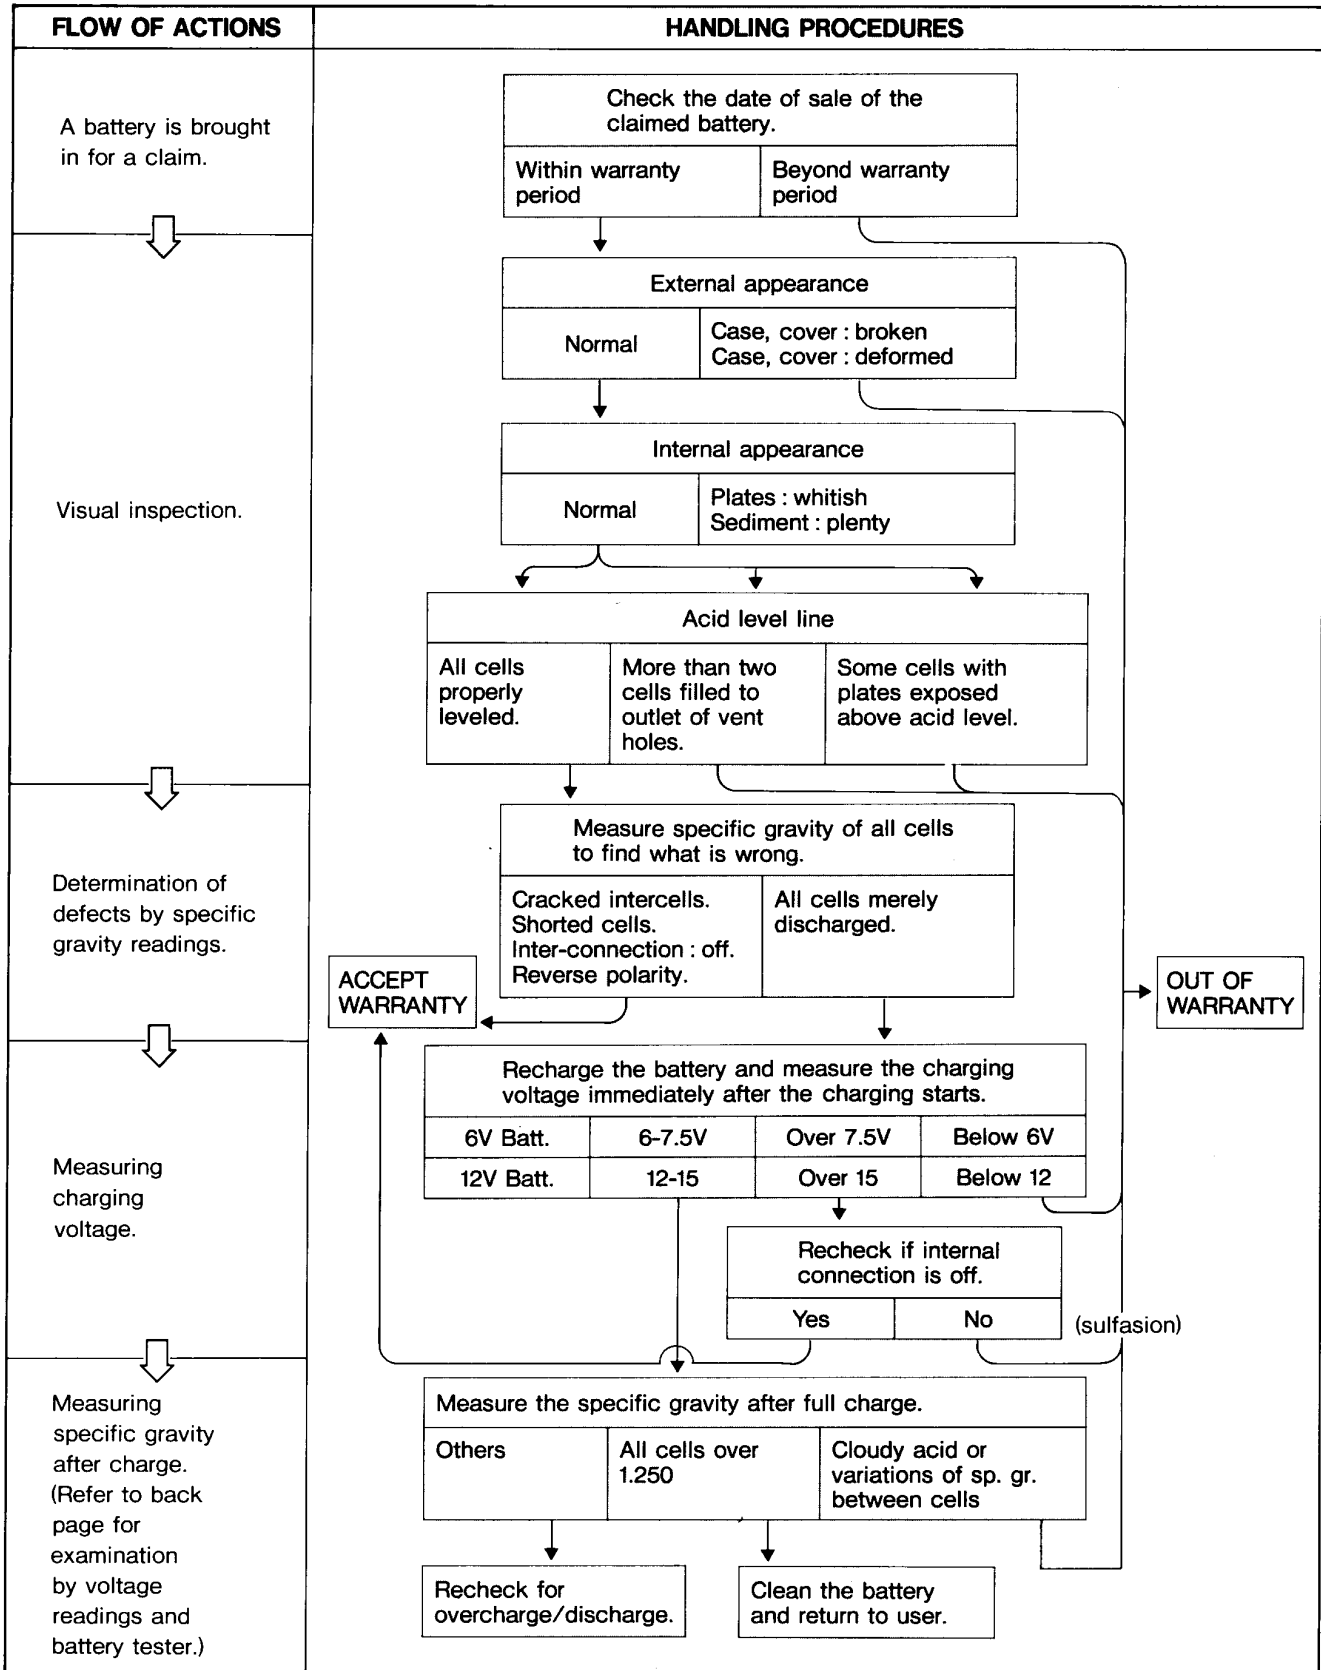 FLOW OF ACTIONS
HANDLING PROCEDURES
A battery is brought
in for a claim.
Check the date of sale of the
claimed battery.
Within warranty
period
Beyond warranty
period
Visual inspection.
External appearance
Normal
Case, cover : broken
Case, cover : deformed
Internal appearance
Normal
Plates : whitish
Sediment : plenty
Acid level line
All cells
properly
leveled.
More than two
cells filled to
outlet of vent
holes.
Some cells with
plates exposed
above acid level.
Determination of
defects by specific
gravity readings.
Measure specific gravity of all cells
to find what is wrong.
Cracked intercells.
Shorted cells.
Inter-connection : off.
Reverse polarity.
All cells merely
discharged.
ACCEPT
WARRANTY
OUT OF
WARRANTY
Measuring
charging
voltage.
Recharge the battery and measure the charging
voltage immediately after the charging starts.
6V Batt. 6-7.5V Over 7.5V Below 6V
12V Batt. 12-15 Over 15 Below 12
Recheck if internal
connection is off.
Yes No
(sulfasion)
Measuring
specific gravity
after charge.
(Refer to back
page for
examination
by voltage
readings and
battery tester.)
Measure the specific gravity after full charge.
Others
All cells over
1.250
Cloudy acid or
variations of sp. gr.
between cells
Recheck for
overcharge/discharge.
Clean the battery
and return to user.